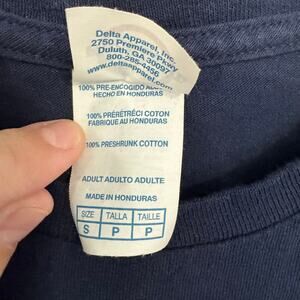 Delta Apparel, Inc.
2750 Premiere Pkwy
Duluth, GA 30097
800-285-4456
www.deltaapparel.com
100% PRE-ENCOGIDO
HECHO EN HONDURAS
100% PRÉRÉTRÉCI COTON
FABRIQUE AU HONDURAS
100% PRESHRUNK COTTON
ADULT ADULTO ADULTE
MADE IN HONDURAS
SIZE TALLA TAILLE
S P P